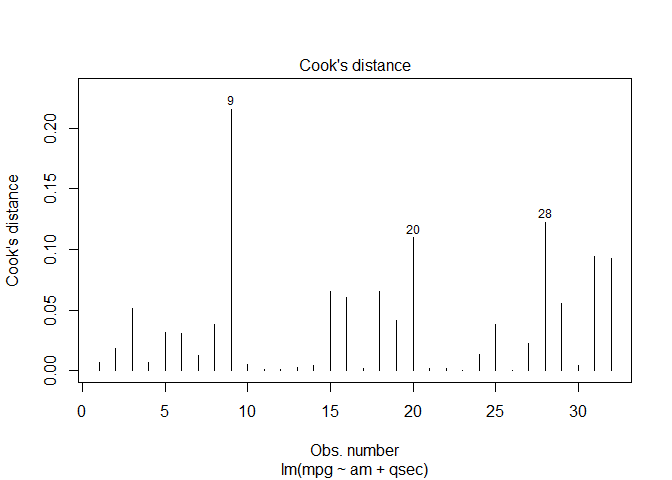 Cook's distance
Cook's distance
0.00 0.05 0.10 0.15 0.20
9
20
28
0 5 10 15 20 25 30
Obs. number
lm(mpg ~ am + qsec)